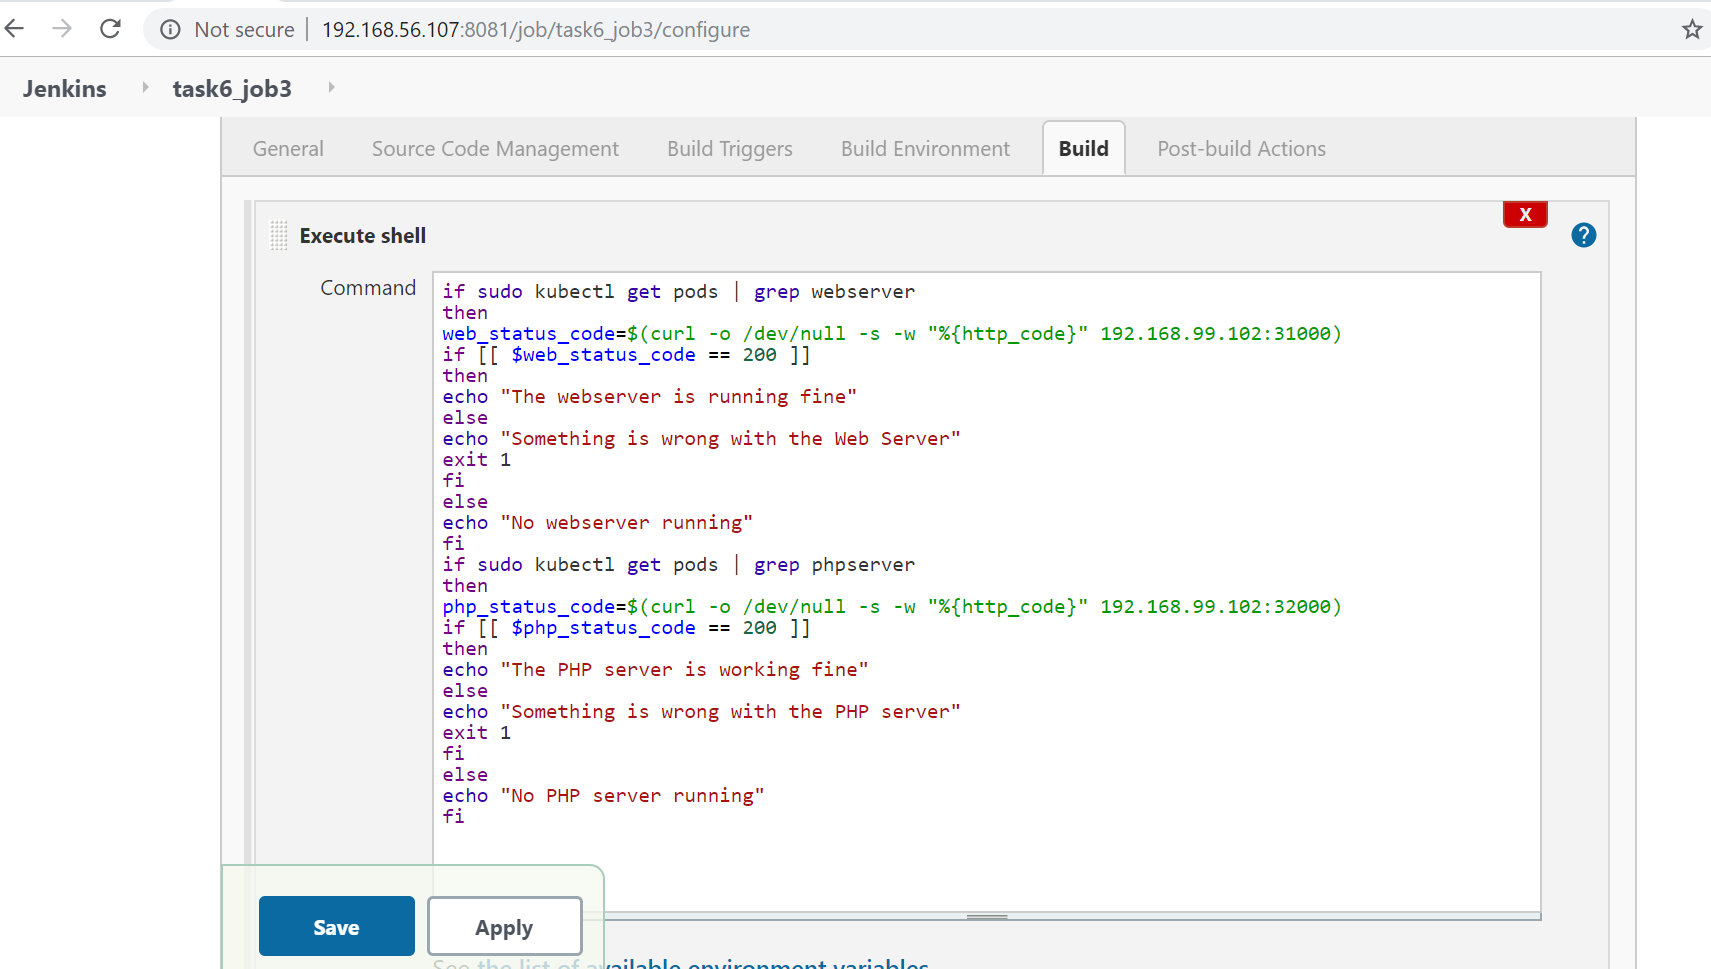 Not secure | 192.168.56.107:8081/job/task6_job3/configure
Jenkins task6_job3
General Source Code Management Build Triggers Build Environment Build Post-build Actions
X
Execute shell ?
Command
if sudo kubectl get pods | grep webserver
then
web_status_code=$(curl -o /dev/null -s -w "%{http_code}" 192.168.99.102:31000)
if [[ $web_status_code == 200 ]]
then
echo "The webserver is running fine"
else
echo "Something is wrong with the Web Server"
exit 1
fi
else
echo "No webserver running"
fi
if sudo kubectl get pods | grep phpserver
then
php_status_code=$(curl -o /dev/null -s -w "%{http_code}" 192.168.99.102:32000)
if [[ $php_status_code == 200 ]]
then
echo "The PHP server is working fine"
else
echo "Something is wrong with the PHP server"
exit 1
fi
else
echo "No PHP server running"
fi
Save Apply
See the list of available environment variables